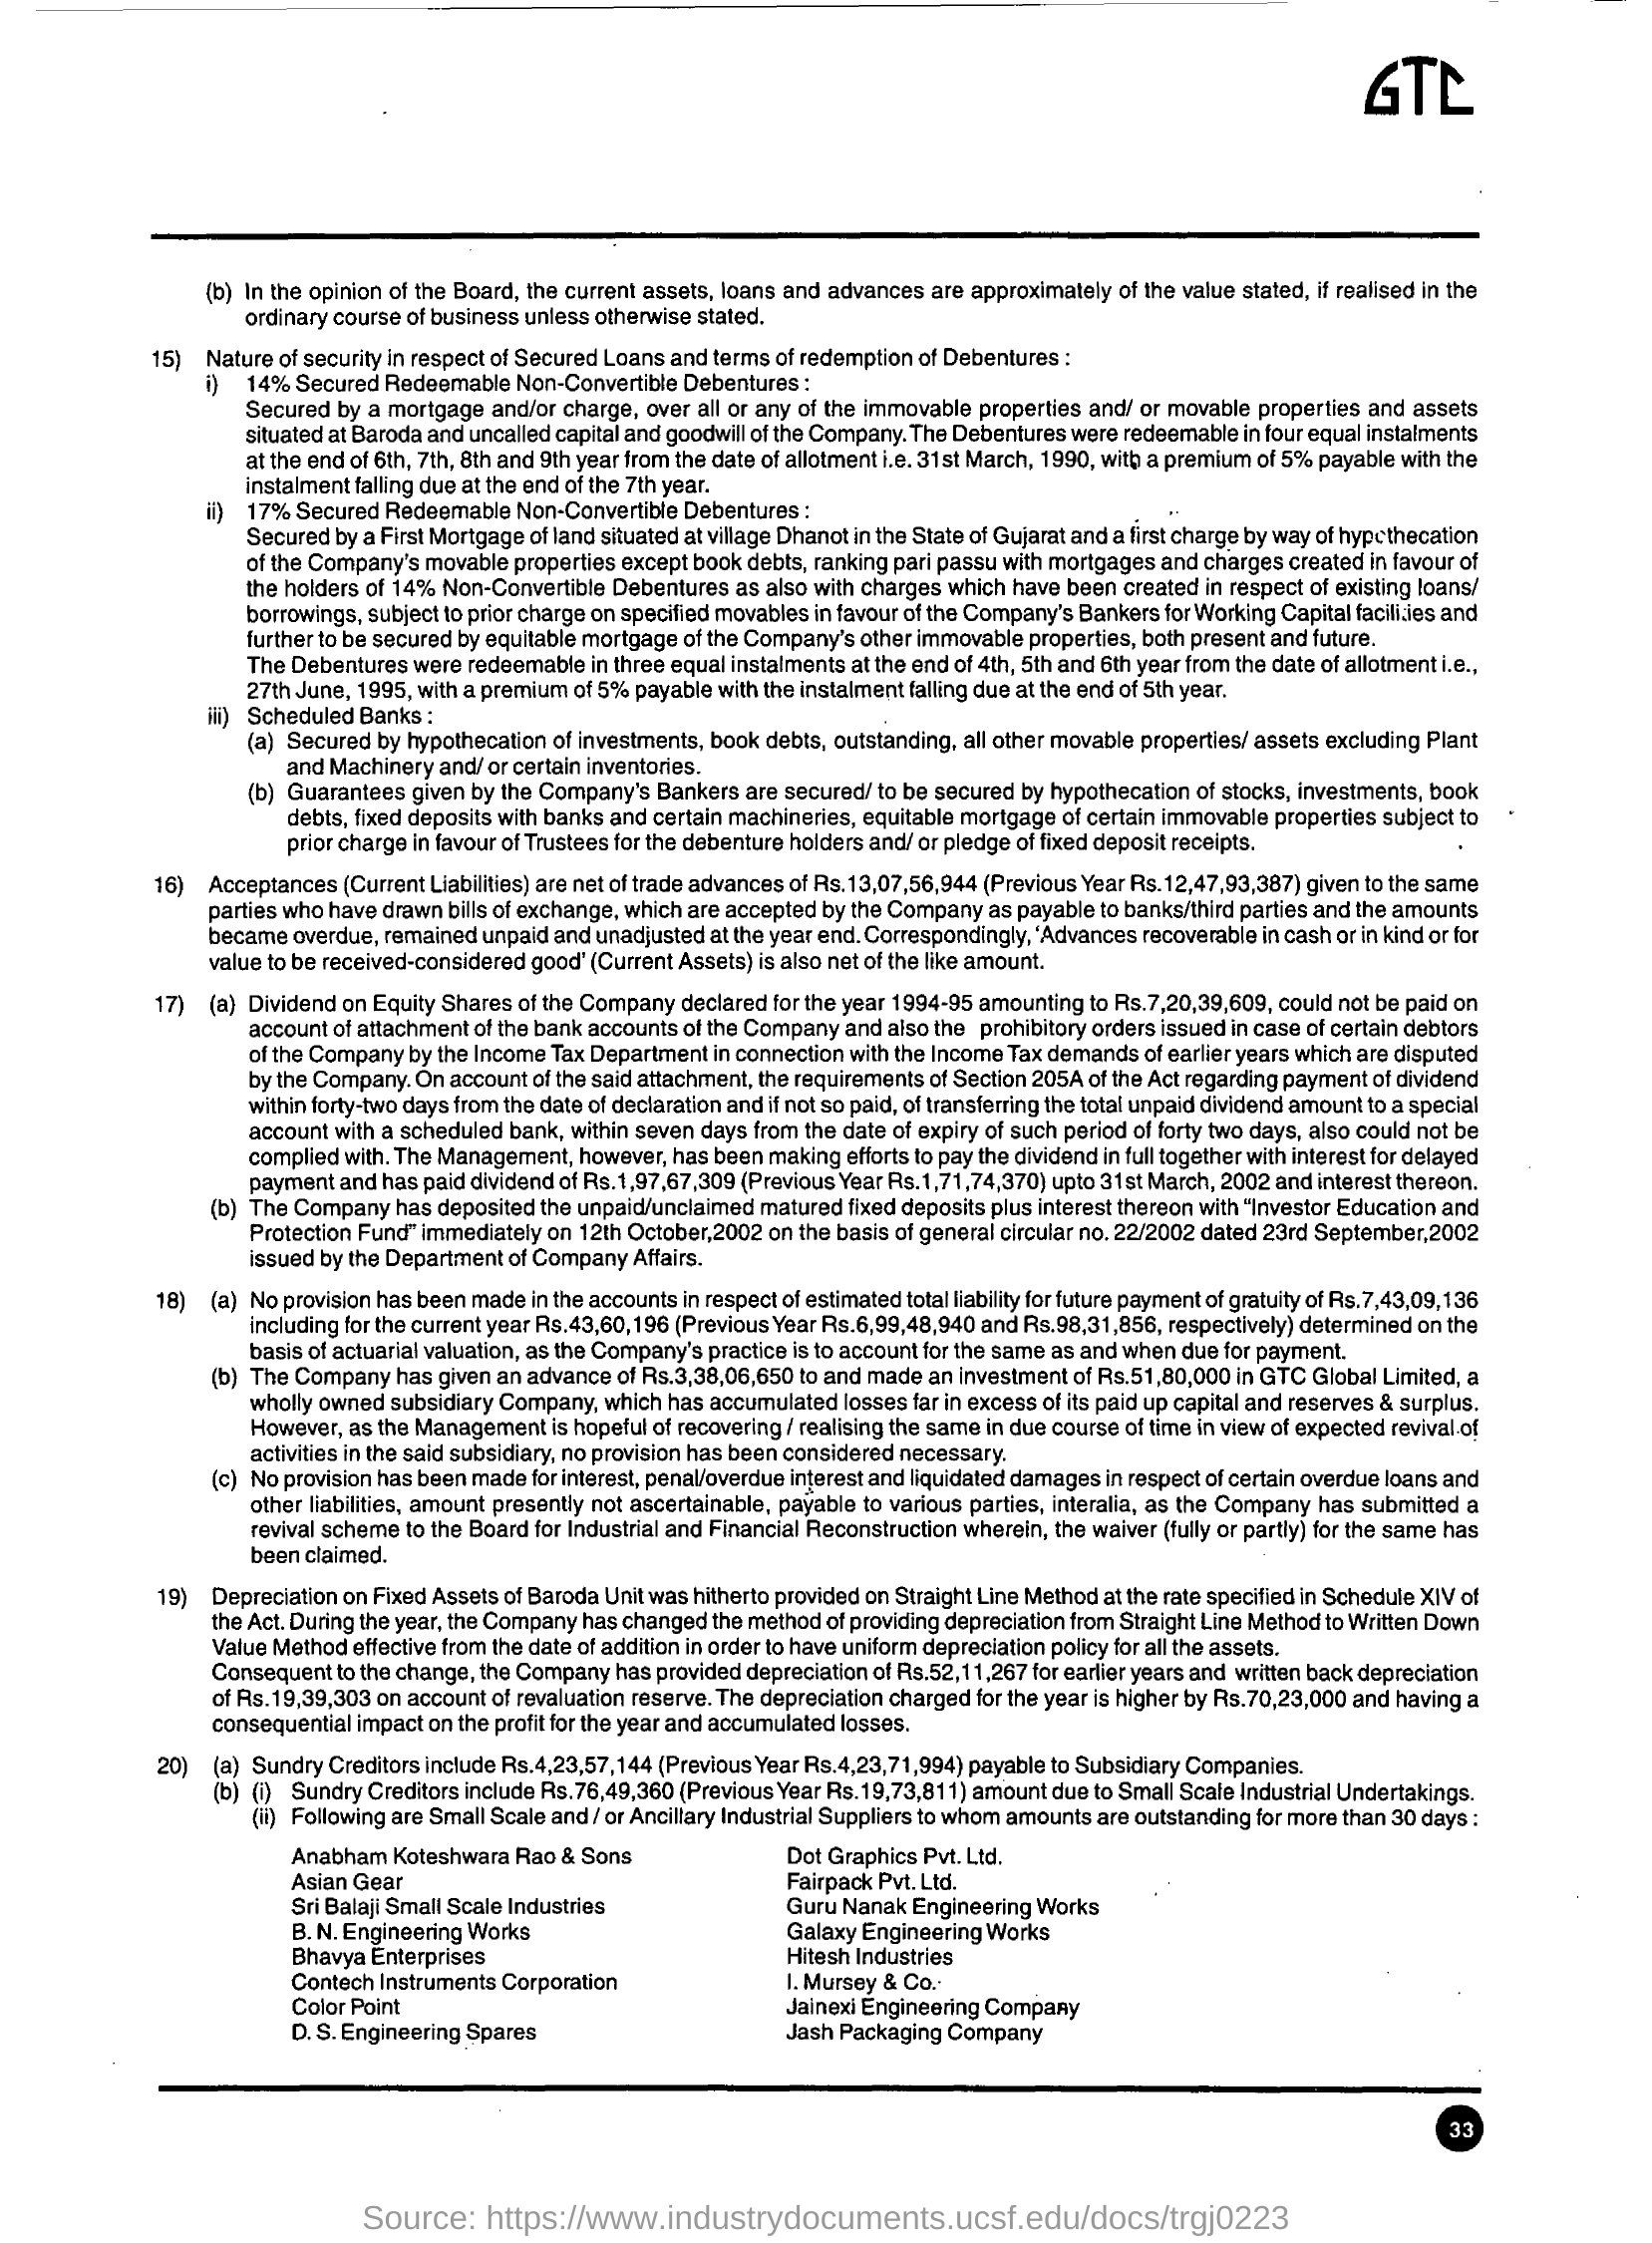 GTC
(b) In the opinion of the Board, the current assets, loans and advances are approximately of the value stated, if realised in the
ordinary course of business unless otherwise stated.
15) Nature of security in respect of Secured Loans and terms of redemption of Debentures :
i) 14% Secured Redeemable Non-Convertible Debentures :
Secured by a mortgage and/or charge, over all or any of the immovable properties and/ or movable properties and assets
situated at Baroda and uncalled capital and goodwill of the Company. The Debentures were redeemable in four equal instalments
at the end of 6th, 7th, 8th and 9th year from the date of allotment i.e. 31st March, 1990, with a premium of 5% payable with the
instalment falling due at the end of the 7th year.
ii) 17% Secured Redeemable Non-Convertible Debentures :
Secured by a First Mortgage of land situated at village Dhanot in the State of Gujarat and a first charge by way of hypothecation
of the Company's movable properties except book debts, ranking pari passu with mortgages and charges created in favour of
the holders of 14% Non-Convertible Debentures as also with charges which have been created in respect of existing loans/
borrowings, subject to prior charge on specified movables in favour of the Company's Bankers for Working Capital facilities and
further to be secured by equitable mortgage of the Company's other immovable properties, both present and future.
The Debentures were redeemable in three equal instalments at the end of 4th, 5th and 6th year from the date of allotment i.e.,
27th June, 1995, with a premium of 5% payable with the instalment falling due at the end of 5th year.
iii) Scheduled Banks :
(a) Secured by hypothecation of investments, book debts, outstanding, all other movable properties/ assets excluding Plant
and Machinery and/ or certain inventories.
(b) Guarantees given by the Company's Bankers are secured/ to be secured by hypothecation of stocks, investments, book
debts, fixed deposits with banks and certain machineries, equitable mortgage of certain immovable properties subject to
prior charge in favour of Trustees for the debenture holders and/ or pledge of fixed deposit receipts.
16) Acceptances (Current Liabilities) are net of trade advances of Rs.13,07,56,944 (Previous Year Rs.12,47,93,387) given to the same
parties who have drawn bills of exchange, which are accepted by the Company as payable to banks/third parties and the amounts
became overdue, remained unpaid and unadjusted at the year end. Correspondingly, 'Advances recoverable in cash or in kind or for
value to be received-considered good' (Current Assets) is also net of the like amount.
17) (a) Dividend on Equity Shares of the Company declared for the year 1994-95 amounting to Rs.7,20,39,609, could not be paid on
account of attachment of the bank accounts of the Company and also the prohibitory orders issued in case of certain debtors
of the Company by the Income Tax Department in connection with the Income Tax demands of earlier years which are disputed
by the Company. On account of the said attachment, the requirements of Section 205A of the Act regarding payment of dividend
within forty-two days from the date of declaration and if not so paid, of transferring the total unpaid dividend amount to a special
account with a scheduled bank, within seven days from the date of expiry of such period of forty two days, also could not be
complied with. The Management, however, has been making efforts to pay the dividend in full together with interest for delayed
payment and has paid dividend of Rs.1,97,67,309 (Previous Year Rs.1,71,74,370) upto 31st March, 2002 and interest thereon.
(b) The Company has deposited the unpaid/unclaimed matured fixed deposits plus interest thereon with "Investor Education and
Protection Fund" immediately on 12th October,2002 on the basis of general circular no. 22/2002 dated 23rd September,2002
issued by the Department of Company Affairs.
18) (a) No provision has been made in the accounts in respect of estimated total liability for future payment of gratuity of Rs.7,43,09,136
including for the current year Rs.43,60,196 (Previous Year Rs.6,99,48,940 and Rs.98,31,856, respectively) determined on the
basis of actuarial valuation, as the Company's practice is to account for the same as and when due for payment.
(b) The Company has given an advance of Rs.3,38,06,650 to and made an investment of Rs.51,80,000 in GTC Global Limited, a
wholly owned subsidiary Company, which has accumulated losses far in excess of its paid up capital and reserves & surplus.
However, as the Management is hopeful of recovering / realising the same in due course of time in view of expected revival of
activities in the said subsidiary, no provision has been considered necessary.
(c) No provision has been made for interest, penal/overdue interest and liquidated damages in respect of certain overdue loans and
other liabilities, amount presently not ascertainable, payable to various parties, interalia, as the Company has submitted a
revival scheme to the Board for Industrial and Financial Reconstruction wherein, the waiver (fully or partly) for the same has
been claimed.
19) Depreciation on Fixed Assets of Baroda Unit was hitherto provided on Straight Line Method at the rate specified in Schedule XIV of
the Act. During the year, the Company has changed the method of providing depreciation from Straight Line Method to Written Down
Value Method effective from the date of addition in order to have uniform depreciation policy for all the assets.
Consequent to the change, the Company has provided depreciation of Rs.52,11,267 for earlier years and written back depreciation
of Rs.19,39,303 on account of revaluation reserve. The depreciation charged for the year is higher by Rs.70,23,000 and having a
consequential impact on the profit for the year and accumulated losses.
20) (a) Sundry Creditors include Rs.4,23,57,144 (Previous Year Rs.4,23,71,994) payable to Subsidiary Companies.
(b) (i) Sundry Creditors include Rs.76,49,360 (Previous Year Rs.19,73,811) amount due to Small Scale Industrial Undertakings.
(ii) Following are Small Scale and / or Ancillary Industrial Suppliers to whom amounts are outstanding for more than 30 days :
Anabham Koteshwara Rao & Sons
Asian Gear
Sri Balaji Small Scale Industries
B. N. Engineering Works
Bhavya Enterprises
Contech Instruments Corporation
Color Point
D. S. Engineering Spares
Dot Graphics Pvt. Ltd.
Fairpack Pvt. Ltd.
Guru Nanak Engineering Works
Galaxy Engineering Works
Hitesh Industries
I. Mursey & Co.
Jainexi Engineering Company
Jash Packaging Company
33
Source: https://www.industrydocuments.ucsf.edu/docs/trgj0223